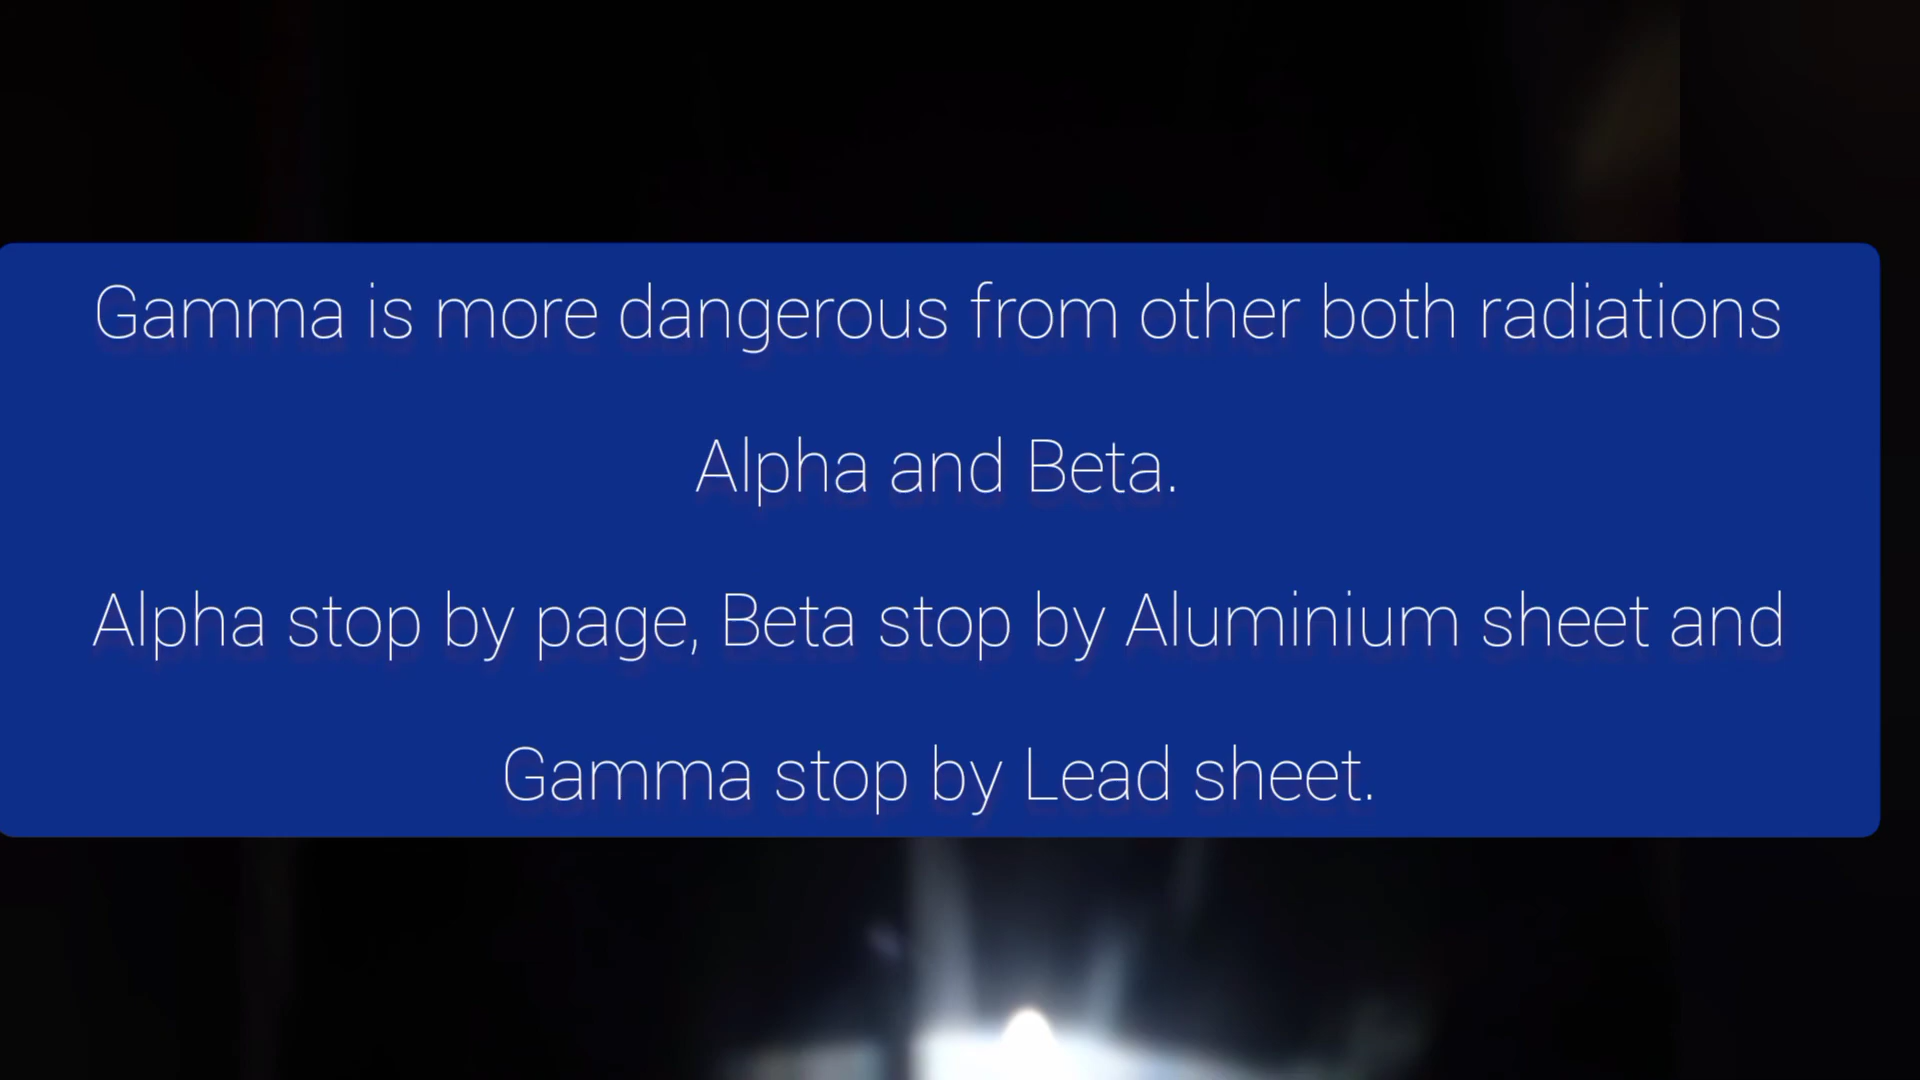 Gamma is more dangerous from other both radiations
Alpha and Beta.
Alpha stop by page, Beta stop by Aluminium sheet and
Gamma stop by Lead sheet.